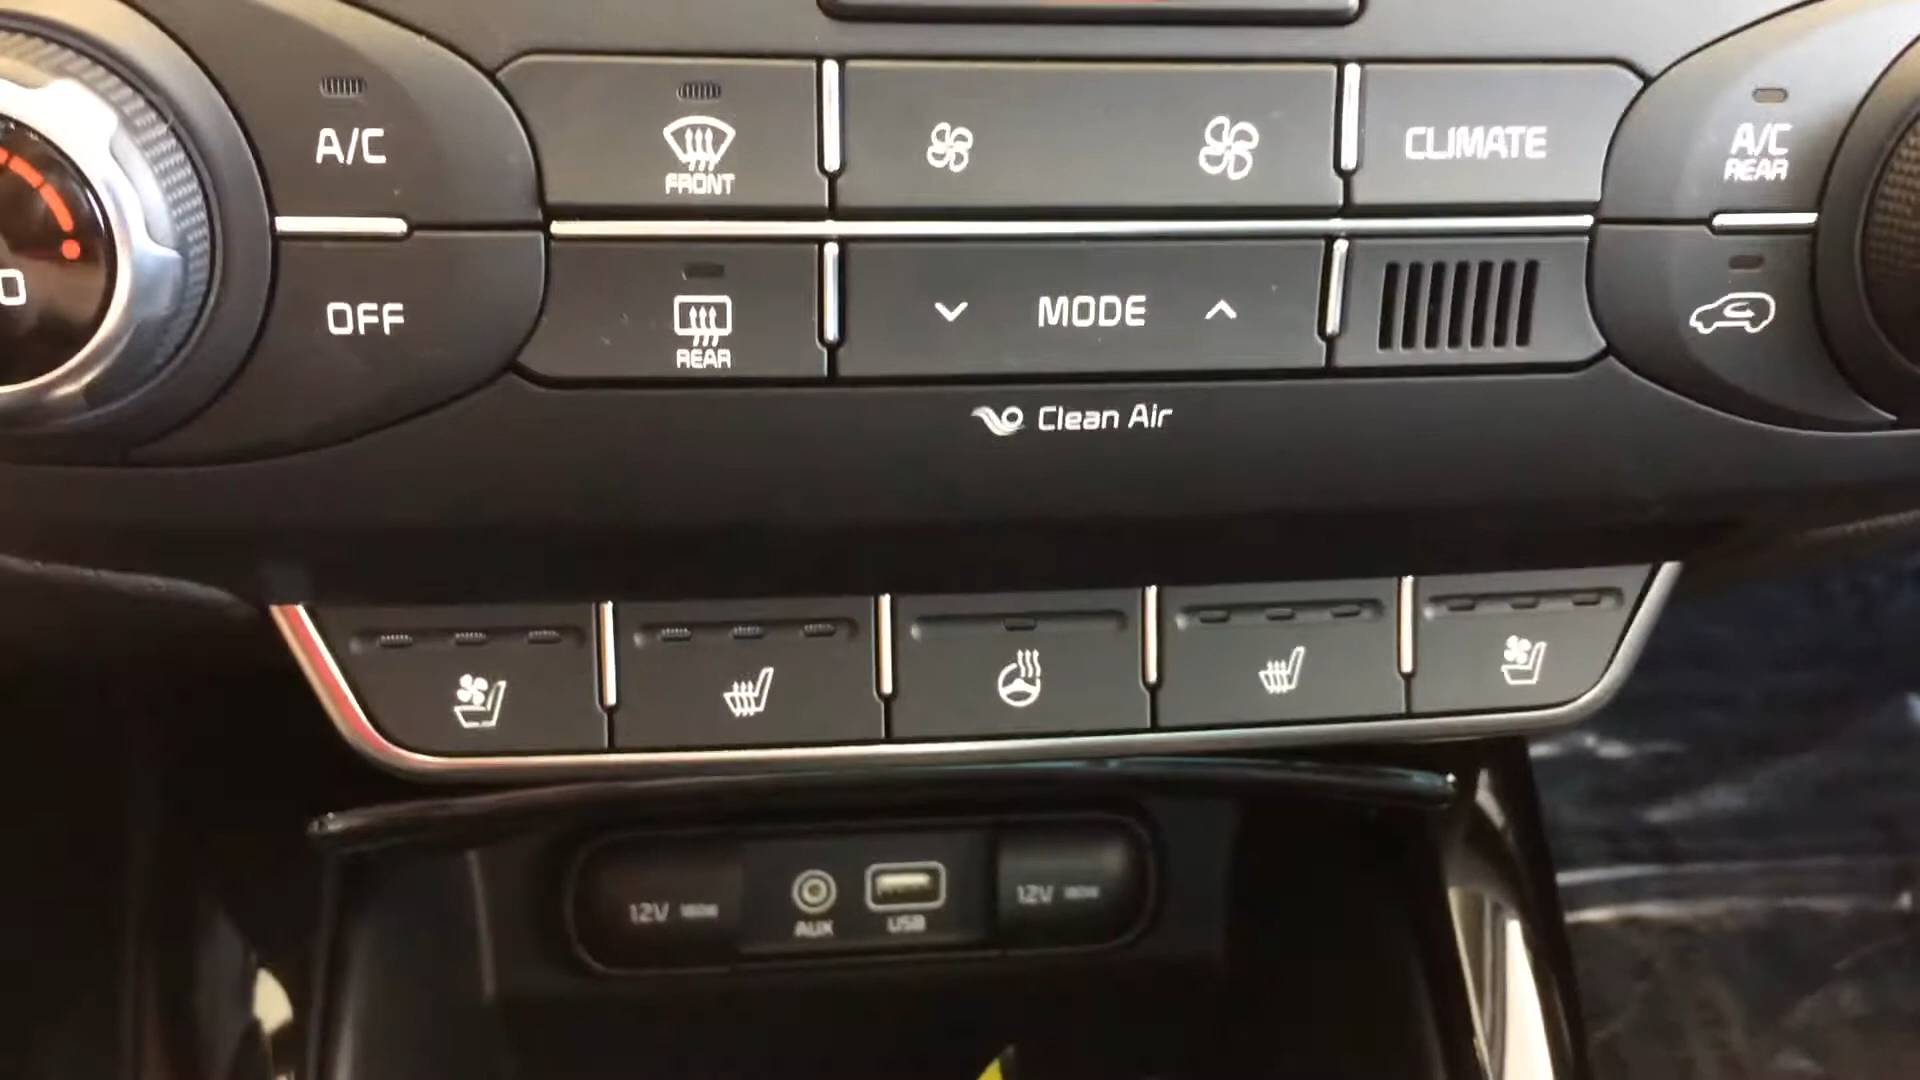 A/C
FRONT
CLIMATE
A/C
REAR
OFF
REAR
MODE
Clean Air
12V
AUX
USB
12V